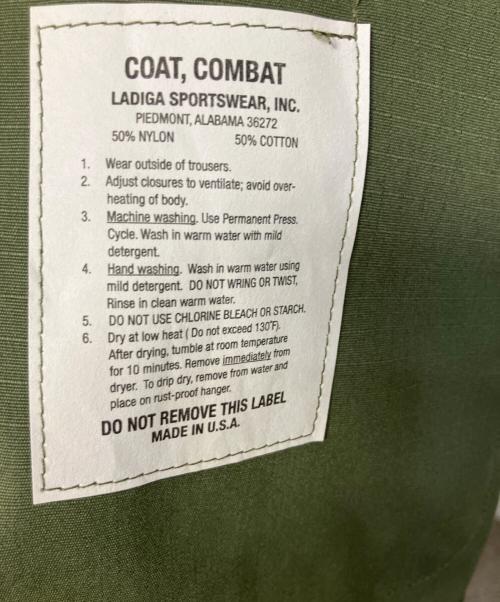 COAT, COMBAT
LADIGA SPORTSWEAR, INC.
PIEDMONT, ALABAMA 36272
50% NYLON 50% COTTON
1. Wear outside of trousers.
2. Adjust closures to ventilate; avoid over-
heating of body.
3. Machine washing. Use Permanent Press.
Cycle. Wash in warm water with mild
detergent.
4. Hand washing. Wash in warm water using
mild detergent. DO NOT WRING OR TWIST,
Rinse in clean warm water.
5. DO NOT USE CHLORINE BLEACH OR STARCH.
6. Dry at low heat ( Do not exceed 130°F).
After drying, tumble at room temperature
for 10 minutes. Remove immediately from
dryer. To drip dry, remove from water and
place on rust-proof hanger.
DO NOT REMOVE THIS LABEL
MADE IN U.S.A.